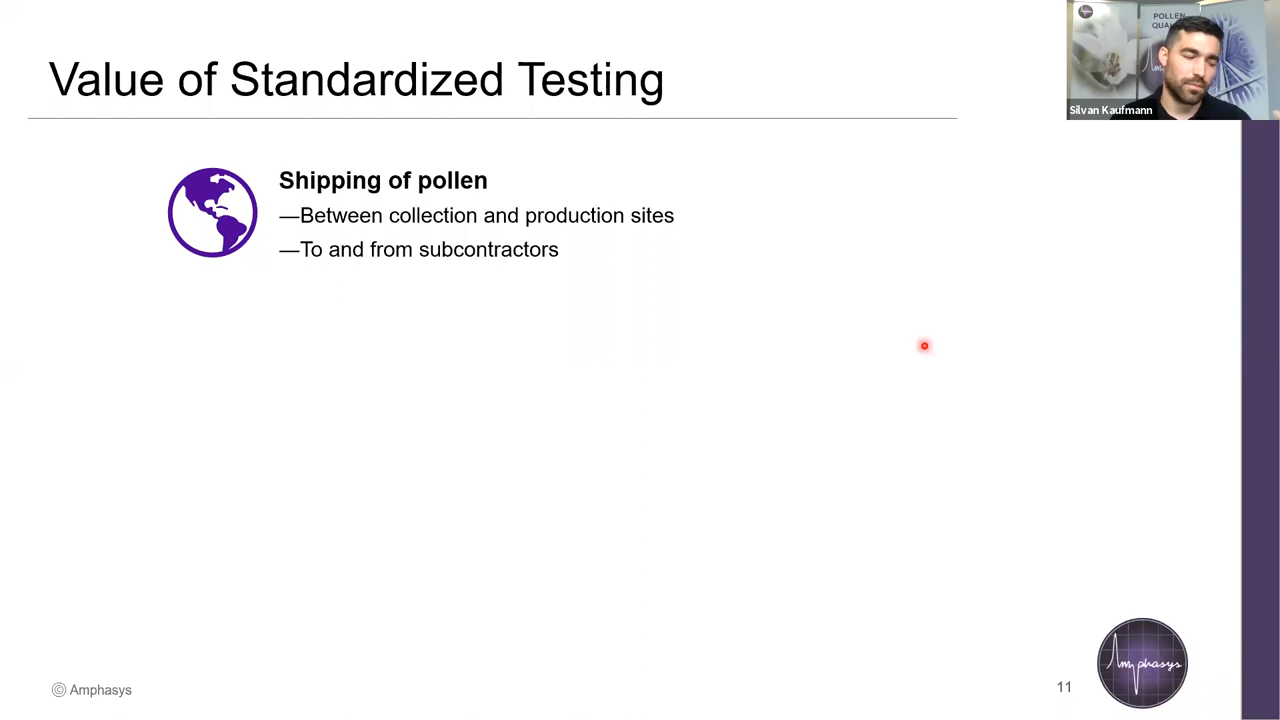 POLLEN
Value of Standardized Testing
Silvan Kaufmann
Shipping of pollen
—Between collection and production sites
—To and from subcontractors
© Amphasys
11
Amphasys